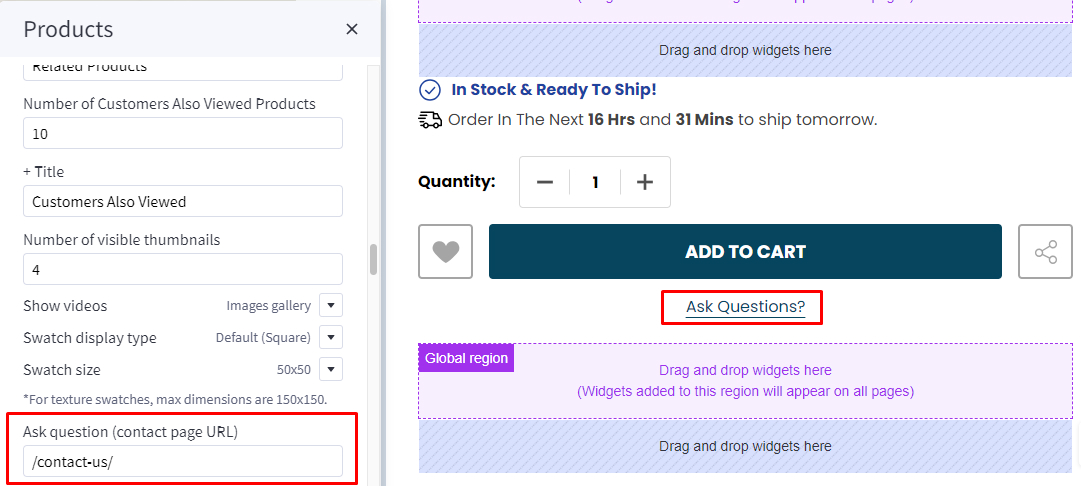 Products
Related Products
Number of Customers Also Viewed Products
10
+ Title
Customers Also Viewed
Number of visible thumbnails
4
Show videos Images gallery
Swatch display type Default (Square)
Swatch size 50x50
*For texture swatches, max dimensions are 150x150.
Ask question (contact page URL)
/contact-us/
Drag and drop widgets here
In Stock & Ready To Ship!
Order In The Next 16 Hrs and 31 Mins to ship tomorrow.
Quantity: 1
ADD TO CART
Ask Questions?
Global region
Drag and drop widgets here
(Widgets added to this region will appear on all pages)
Drag and drop widgets here